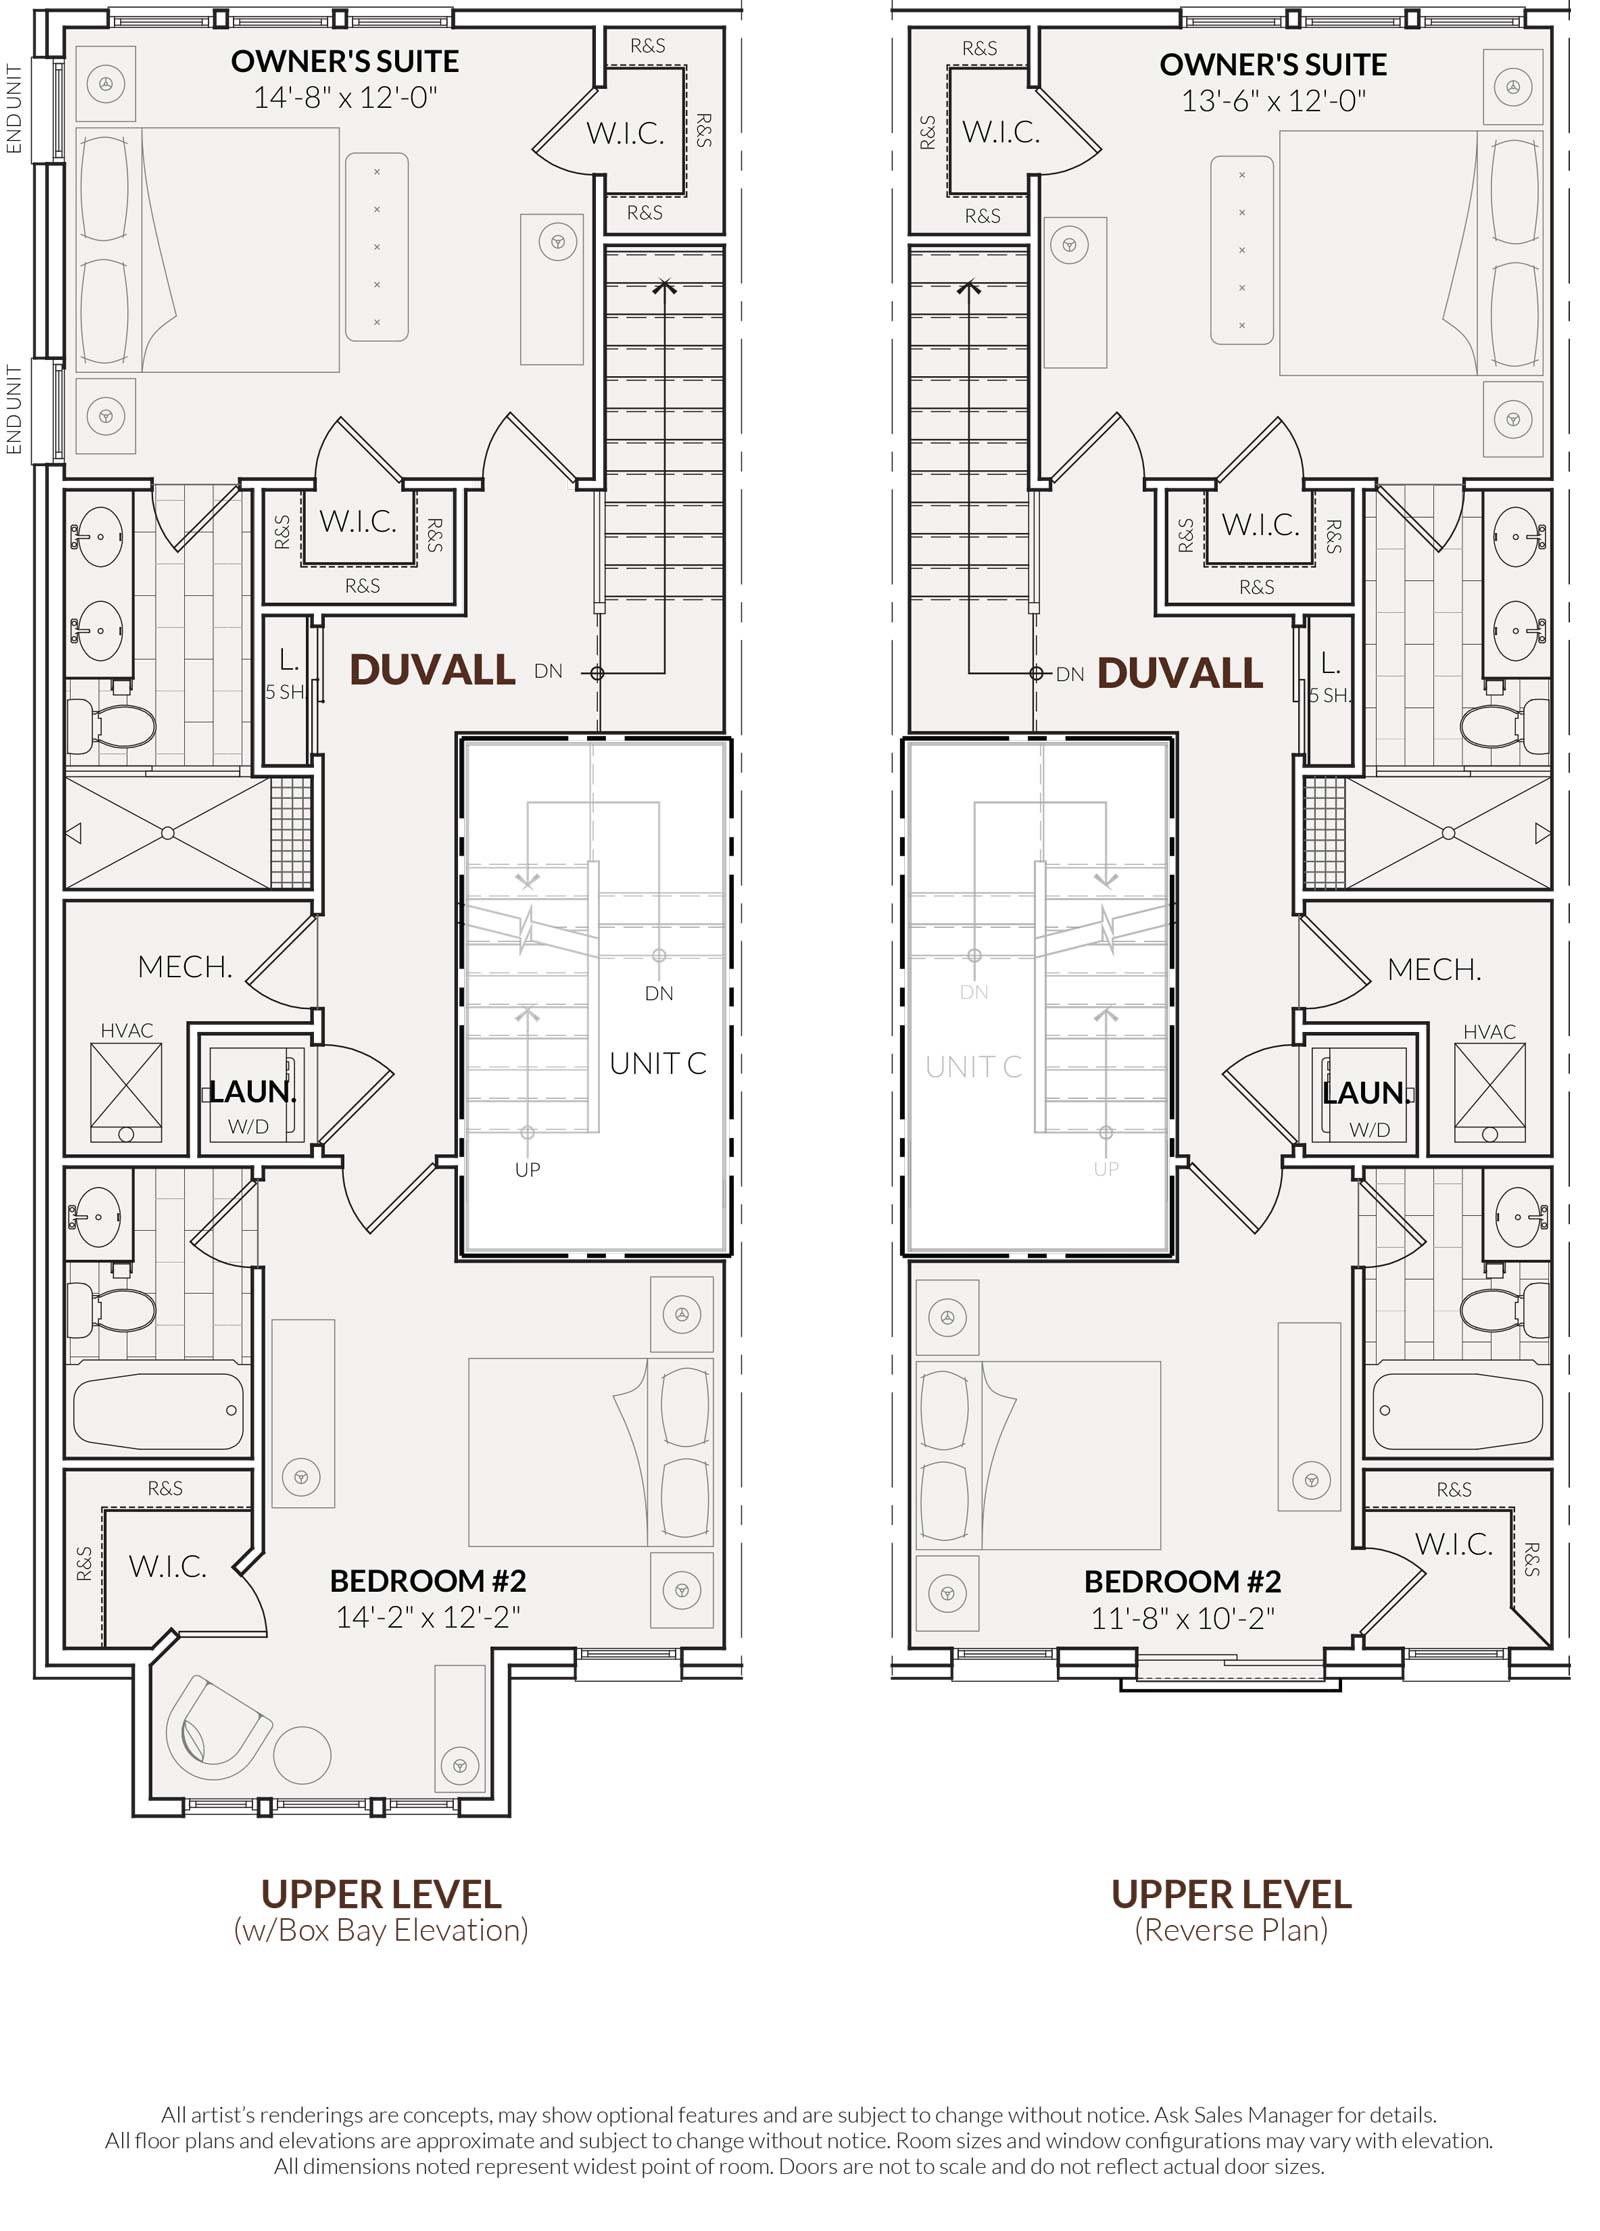 OWNER'S SUITE
14'-8" x 12'-0"
END UNIT
END UNIT
R&S
W.I.C.
R&S
R&S
R&S
W.I.C.
R&S
R&S
L.
5 SH.
DUVALL
DN
MECH.
HVAC
LAUN.
W/D
DN
UNIT C
UP
R&S
R&S
W.I.C.
BEDROOM #2
14'-2" x 12'-2"
UPPER LEVEL
(w/Box Bay Elevation)
R&S
R&S
W.I.C.
R&S
OWNER'S SUITE
13'-6" x 12'-0"
R&S
W.I.C.
R&S
R&S
DN
DUVALL
L.
5 SH.
DN
UNIT C
UP
MECH.
HVAC
LAUN.
W/D
R&S
W.I.C.
R&S
BEDROOM #2
11'-8" x 10'-2"
UPPER LEVEL
(Reverse Plan)
All artist’s renderings are concepts, may show optional features and are subject to change without notice. Ask Sales Manager for details.
All floor plans and elevations are approximate and subject to change without notice. Room sizes and window configurations may vary with elevation.
All dimensions noted represent widest point of room. Doors are not to scale and do not reflect actual door sizes.